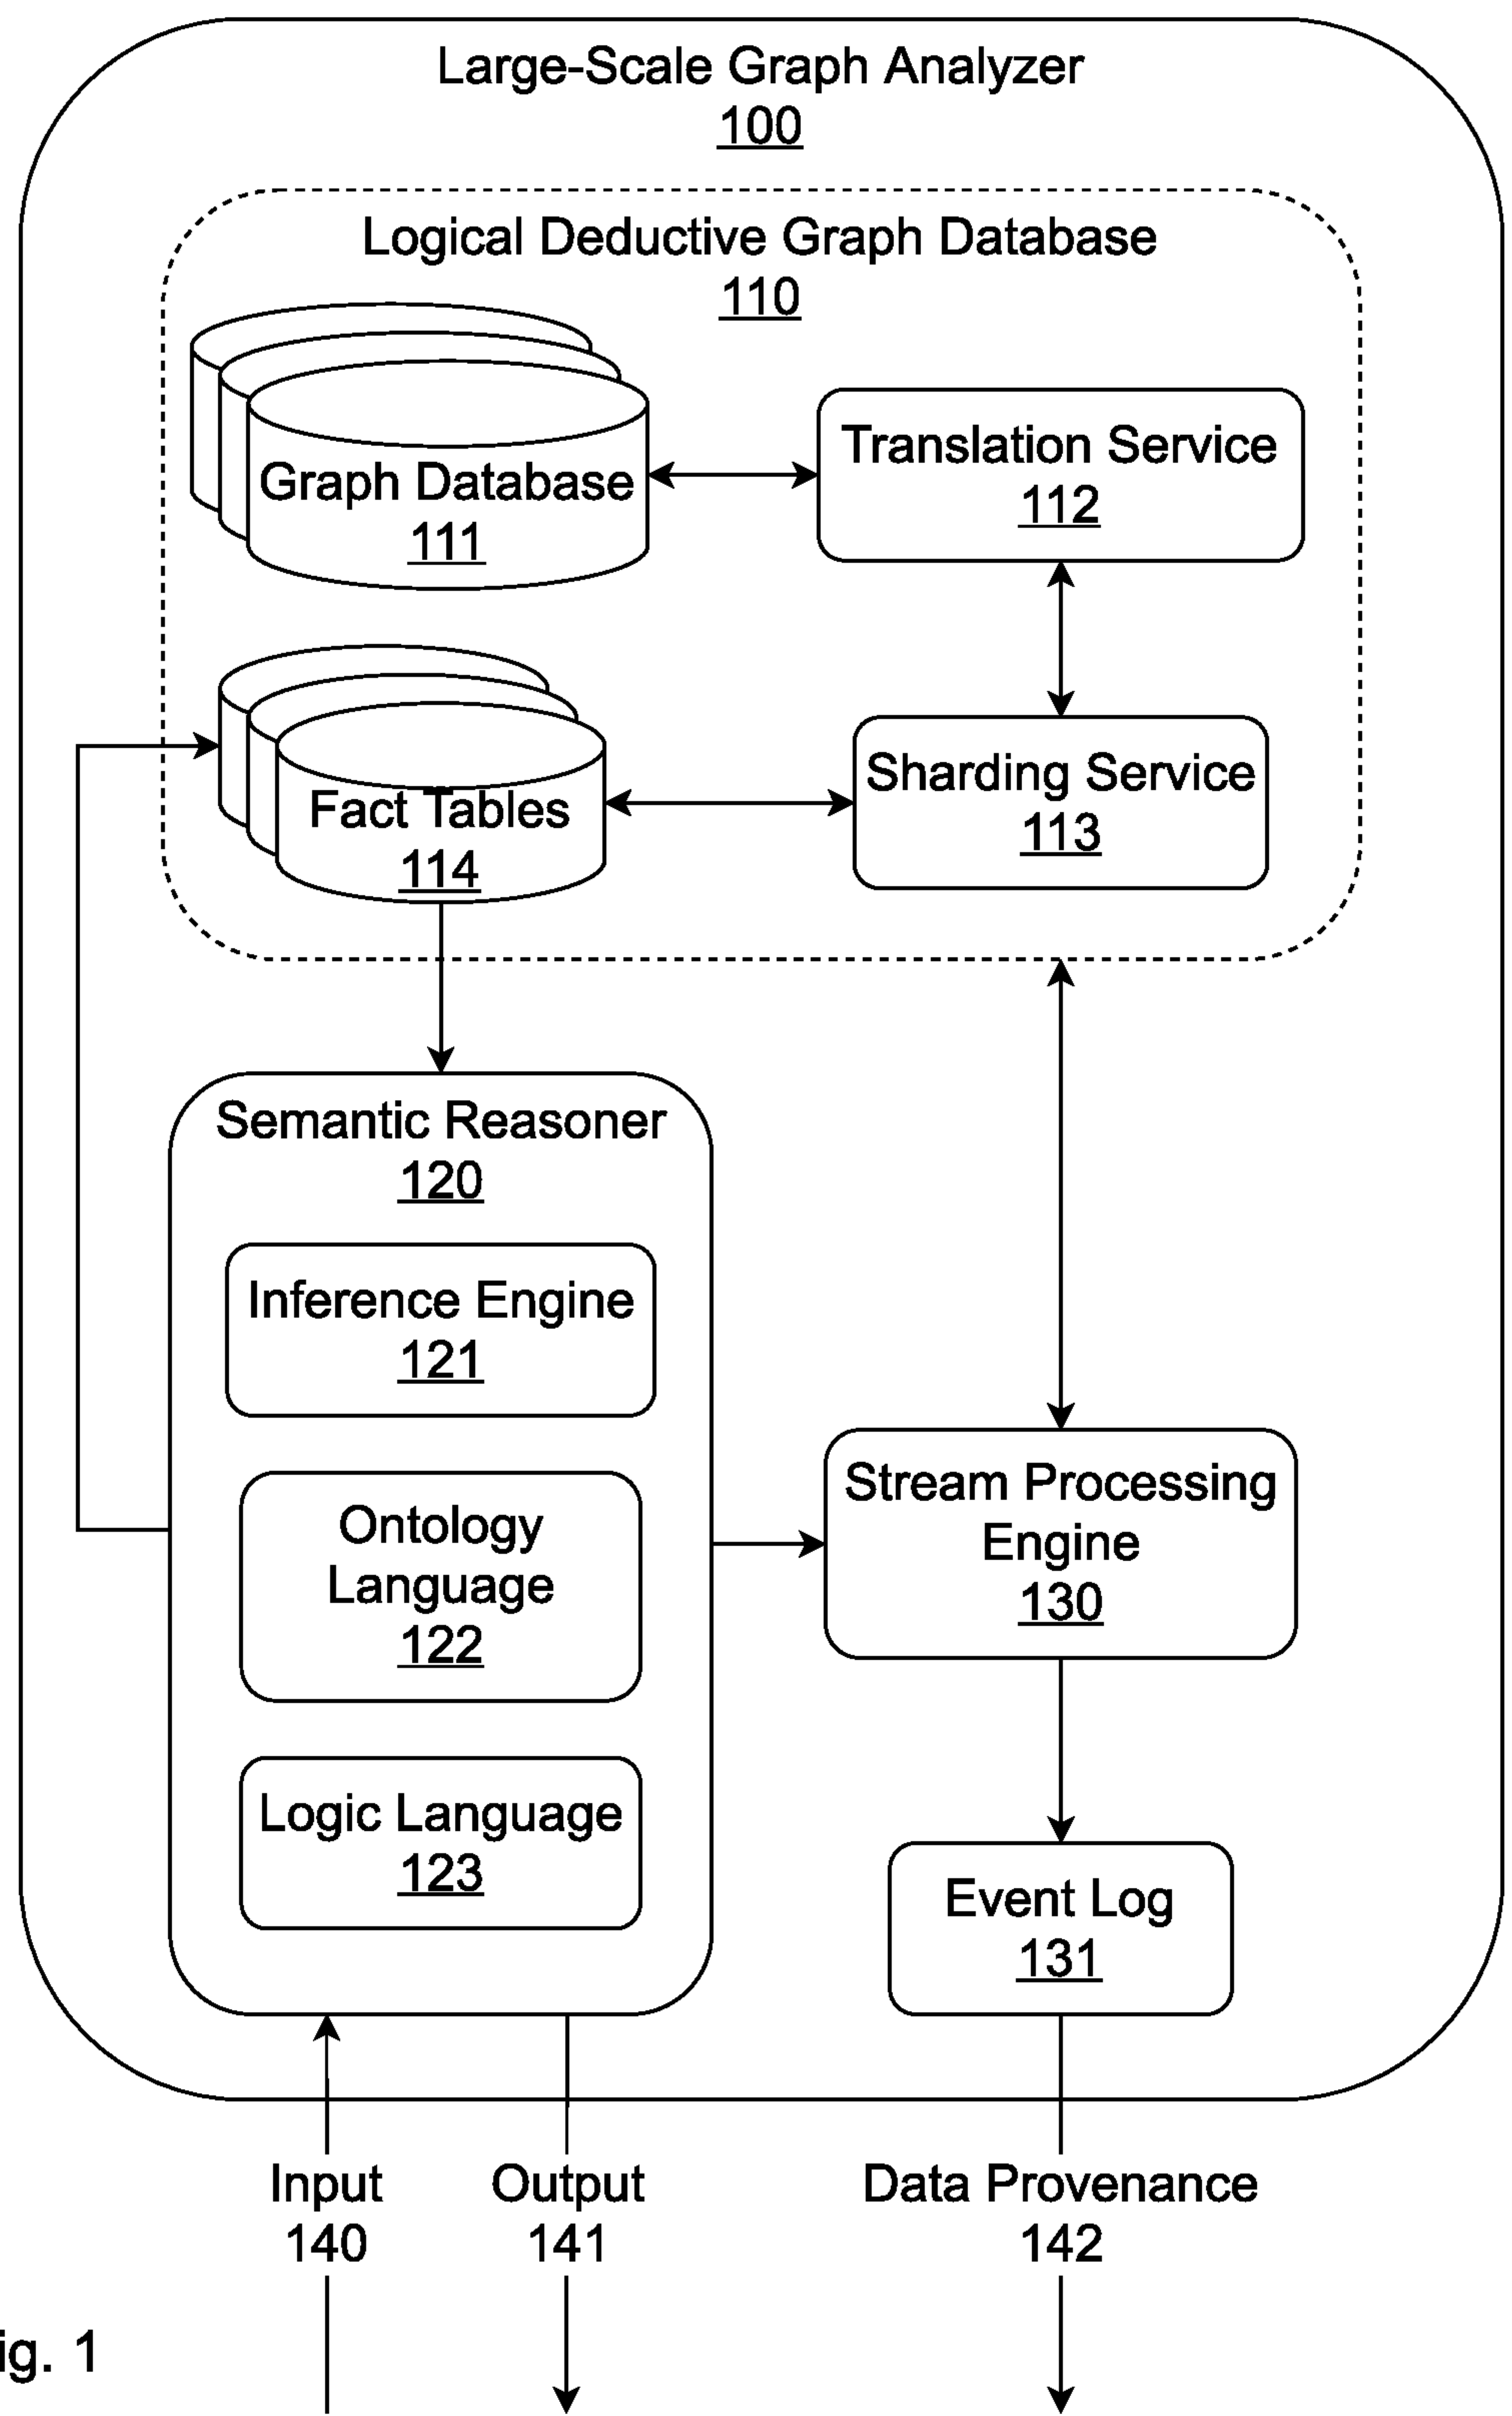 Large-Scale Graph Analyzer
100
Logical Deductive Graph Database
110
Graph Database
111
Translation Service
112
Fact Tables
114
Sharding Service
113
Semantic Reasoner
120
Inference Engine
121
Ontology
Language
122
Logic Language
123
Stream Processing
Engine
130
Event Log
131
Input
140
Output
141
Data Provenance
142
ig. 1